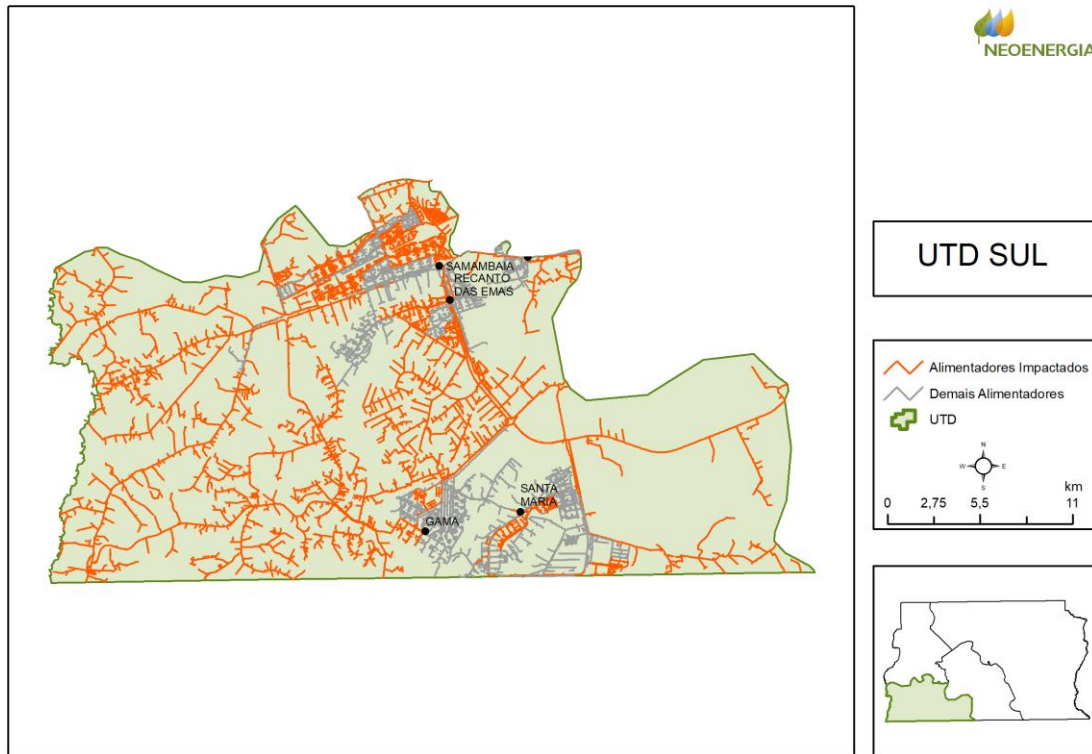 NEOENERGIA
SAMAMBAIA
RECANTO
DAS EMAS
SANTA
MARIA
GAMA
UTD SUL
Alimentadores Impactados
Demais Alimentadores
UTD
N
W E
S
km
0 2,75 5,5 11